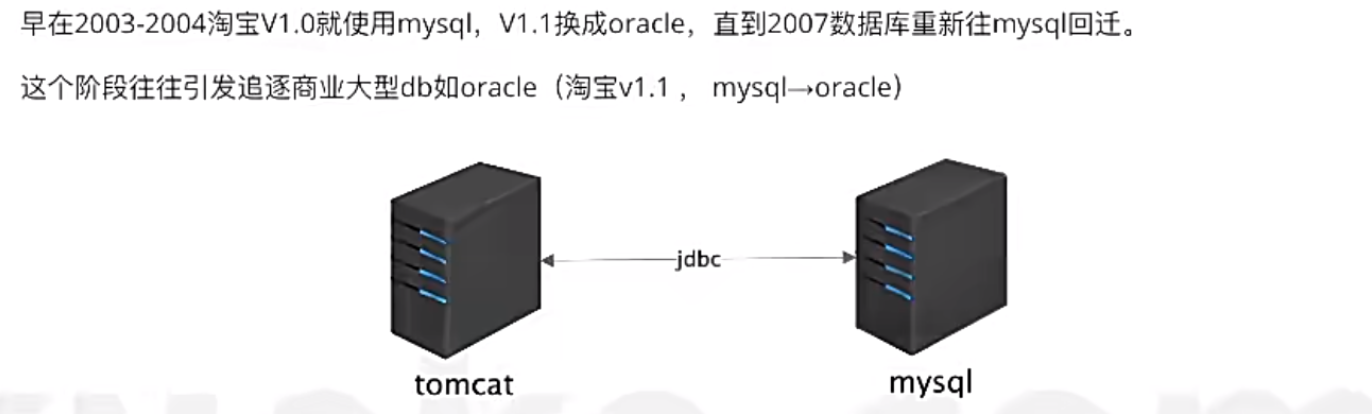 早在2003-2004淘宝V1.0就使用mysql，V1.1换成oracle，直到2007数据库重新往mysql回迁。
这个阶段往往引发追逐商业大型db如oracle（淘宝v1.1 ， mysql→oracle）
jdbc
tomcat
mysql